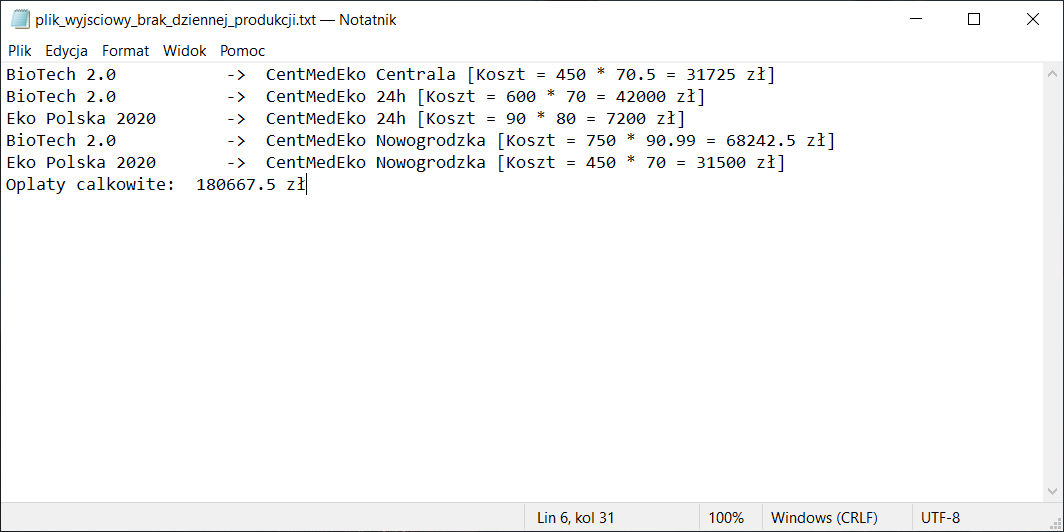 plik_wyjsciowy_brak_dziennej_produkcji.txt — Notatnik
Plik Edycja Format Widok Pomoc
BioTech 2.0 -> CentMedEko Centrala [Koszt = 450 * 70.5 = 31725 zł]
BioTech 2.0 -> CentMedEko 24h [Koszt = 600 * 70 = 42000 zł]
Eko Polska 2020 -> CentMedEko 24h [Koszt = 90 * 80 = 7200 zł]
BioTech 2.0 -> CentMedEko Nowogrodzka [Koszt = 750 * 90.99 = 68242.5 zł]
Eko Polska 2020 -> CentMedEko Nowogrodzka [Koszt = 450 * 70 = 31500 zł]
Oplaty calkowite: 180667.5 zł
Lin 6, kol 31 100% Windows (CRLF) UTF-8